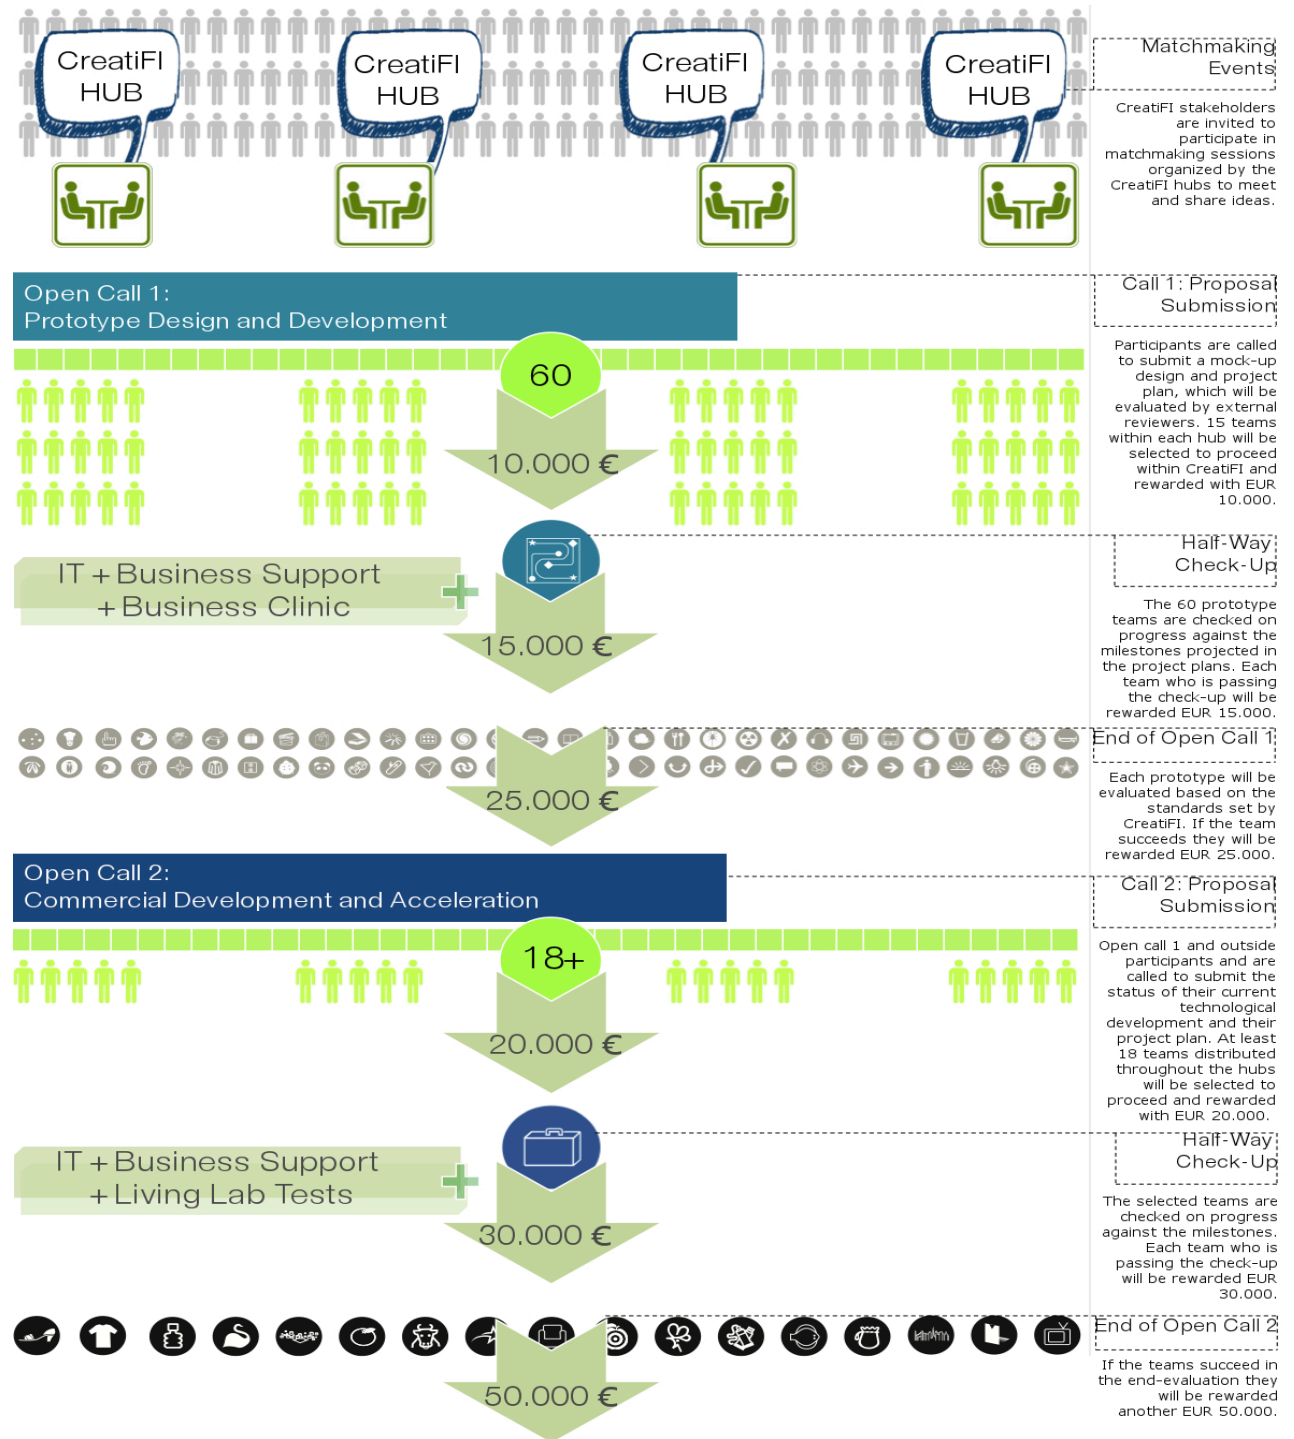 CreatiFI
HUB
CreatiFI
HUB
CreatiFI
HUB
CreatiFI
HUB
Matchmaking
Events
CreatiFI stakeholders
are invited to
participate in
matchmaking sessions
organized by the
CreatiFI hubs to meet
and share ideas.
Open Call 1:
Prototype Design and Development
Call 1: Proposal
Submission
60
10.000 €
Participants are called
to submit a mock-up
design and project
plan, which will be
evaluated by external
reviewers. 15 teams
within each hub will be
selected to proceed
within CreatiFI and
rewarded with EUR
10.000.
IT + Business Support
+ Business Clinic
15.000 €
Half-Way
Check-Up
The 60 prototype
teams are checked on
progress against the
milestones projected in
the project plans. Each
team who is passing
the check-up will be
rewarded EUR 15.000.
25.000 €
End of Open Call 1
Each prototype will be
evaluated based on the
standards set by
CreatiFI. If the team
succeeds they will be
rewarded EUR 25.000.
Open Call 2:
Commercial Development and Acceleration
Call 2: Proposal
Submission
18+
20.000 €
Open call 1 and outside
participants and are
called to submit the
status of their current
technological
development and their
project plan. At least
18 teams distributed
throughout the hubs
will be selected to
proceed and rewarded
with EUR 20.000.
IT + Business Support
+ Living Lab Tests
30.000 €
Half-Way
Check-Up
The selected teams are
checked on progress
against the milestones.
Each team who is
passing the check-up
will be rewarded EUR
30.000.
50.000 €
End of Open Call 2
If the teams succeed in
the end-evaluation they
will be rewarded
another EUR 50.000.